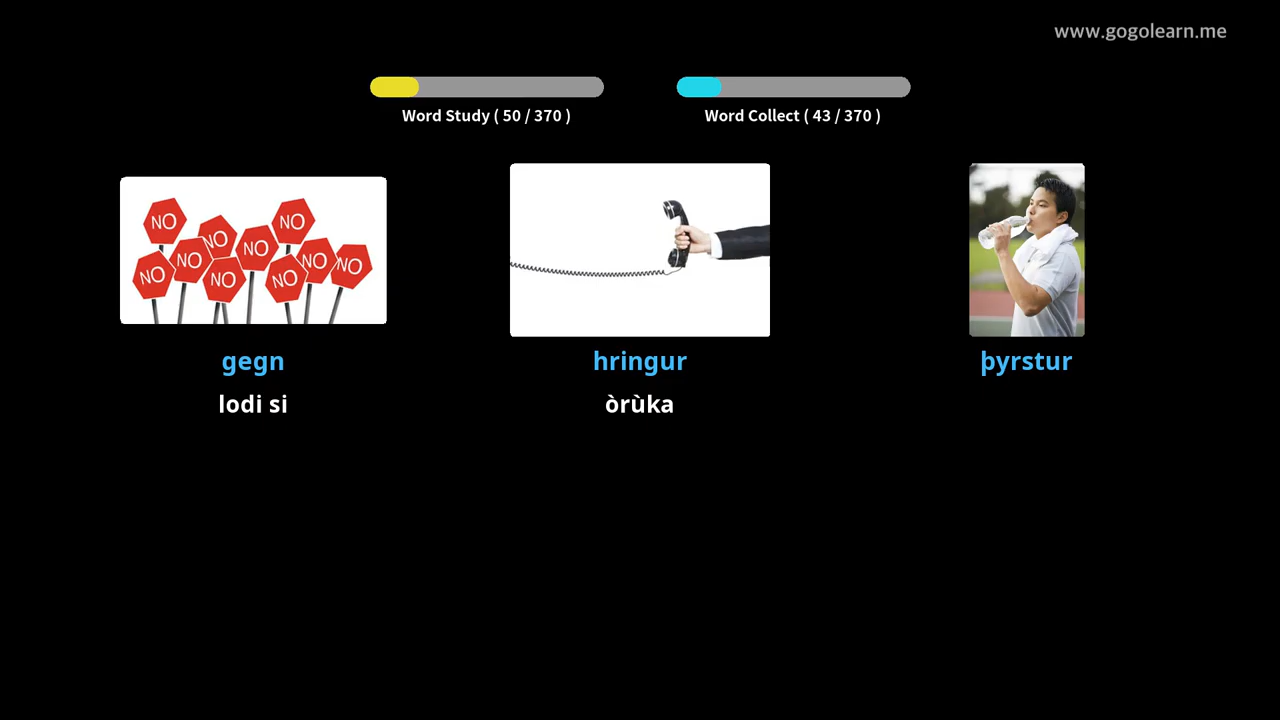 www.gogolearn.me
Word Study ( 50 / 370 )
Word Collect ( 43 / 370 )
NO
NO
NO
NO
NO
NO
NO
NO
NO
NO
gegn
hringur
þyrstur
lodi si
òrùka